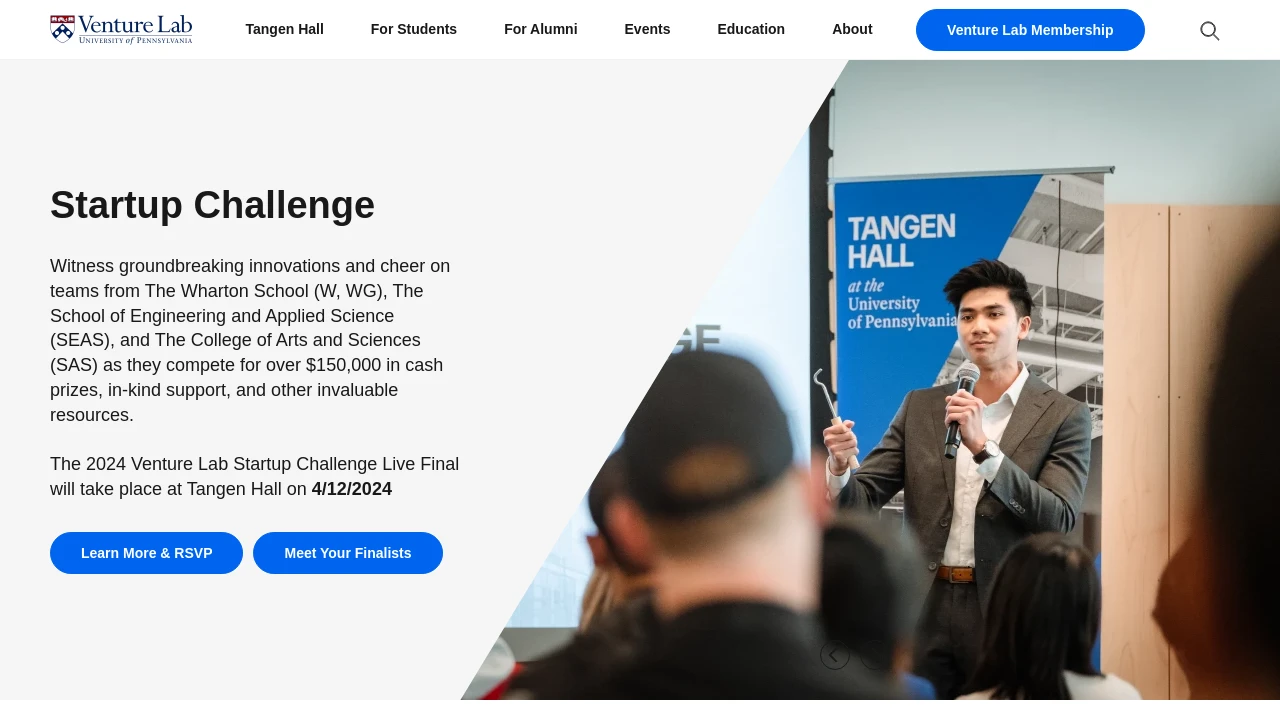 Venture Lab
University of Pennsylvania
Tangen Hall
For Students
For Alumni
Events
Education
About
Venture Lab Membership
Startup Challenge
Witness groundbreaking innovations and cheer on
teams from The Wharton School (W, WG), The
School of Engineering and Applied Science
(SEAS), and The College of Arts and Sciences
(SAS) as they compete for over $150,000 in cash
prizes, in-kind support, and other invaluable
resources.
The 2024 Venture Lab Startup Challenge Live Final
will take place at Tangen Hall on 4/12/2024
Learn More & RSVP
Meet Your Finalists
TANGEN
HALL
at the
University
of Pennsylvania